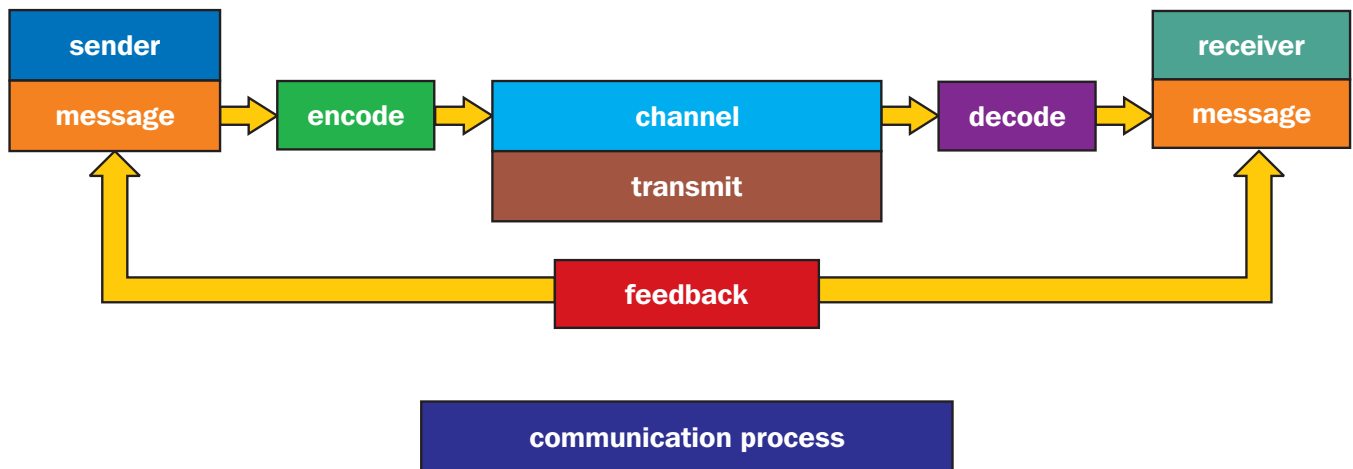 sender
message
encode
channel
transmit
decode
receiver
message
feedback
communication process